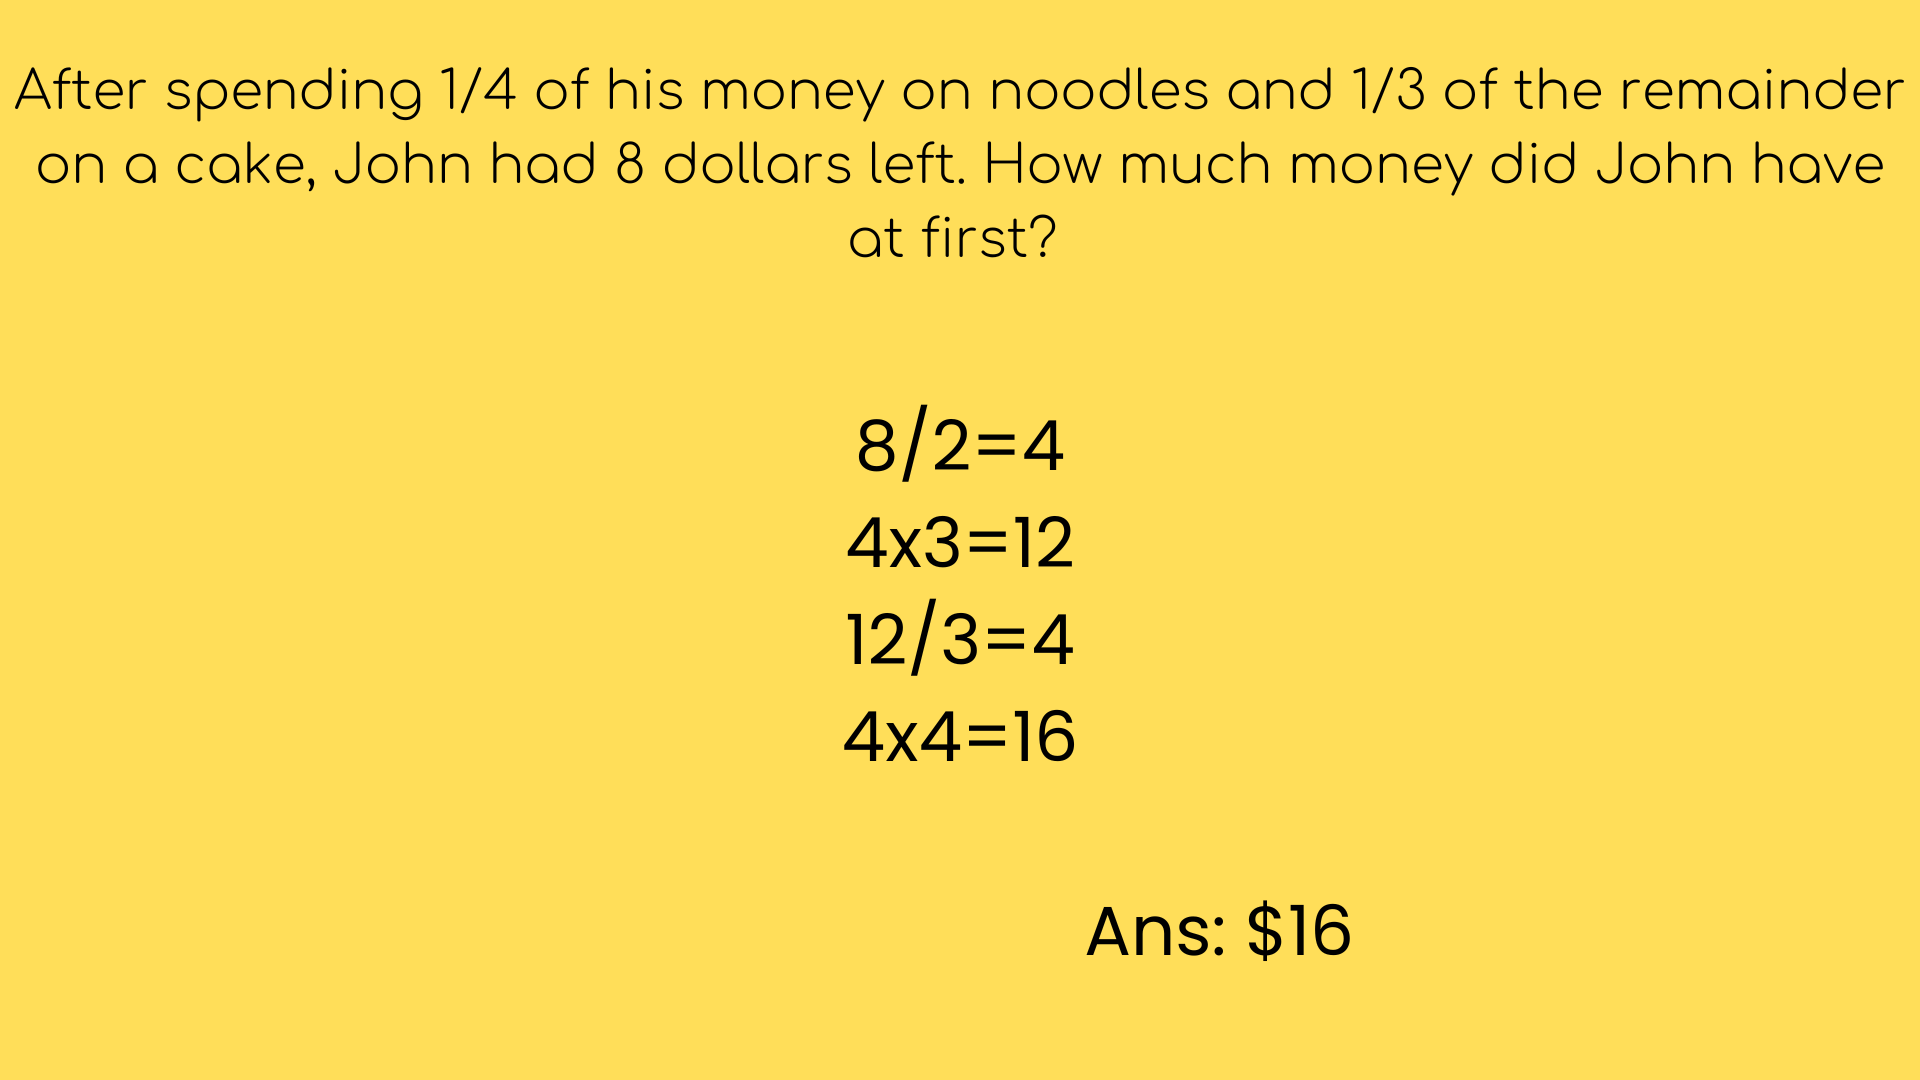 After spending 1/4 of his money on noodles and 1/3 of the remainder
on a cake, John had 8 dollars left. How much money did John have
at first?
8/2=4
4x3=12
12/3=4
4x4=16
Ans: $16